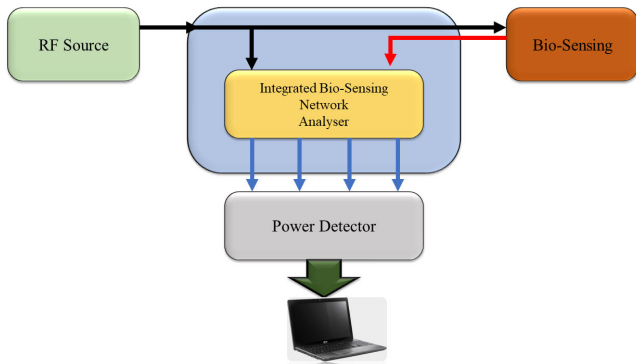 RF Source
Bio-Sensing
Integrated Bio-Sensing
Network
Analyser
Power Detector